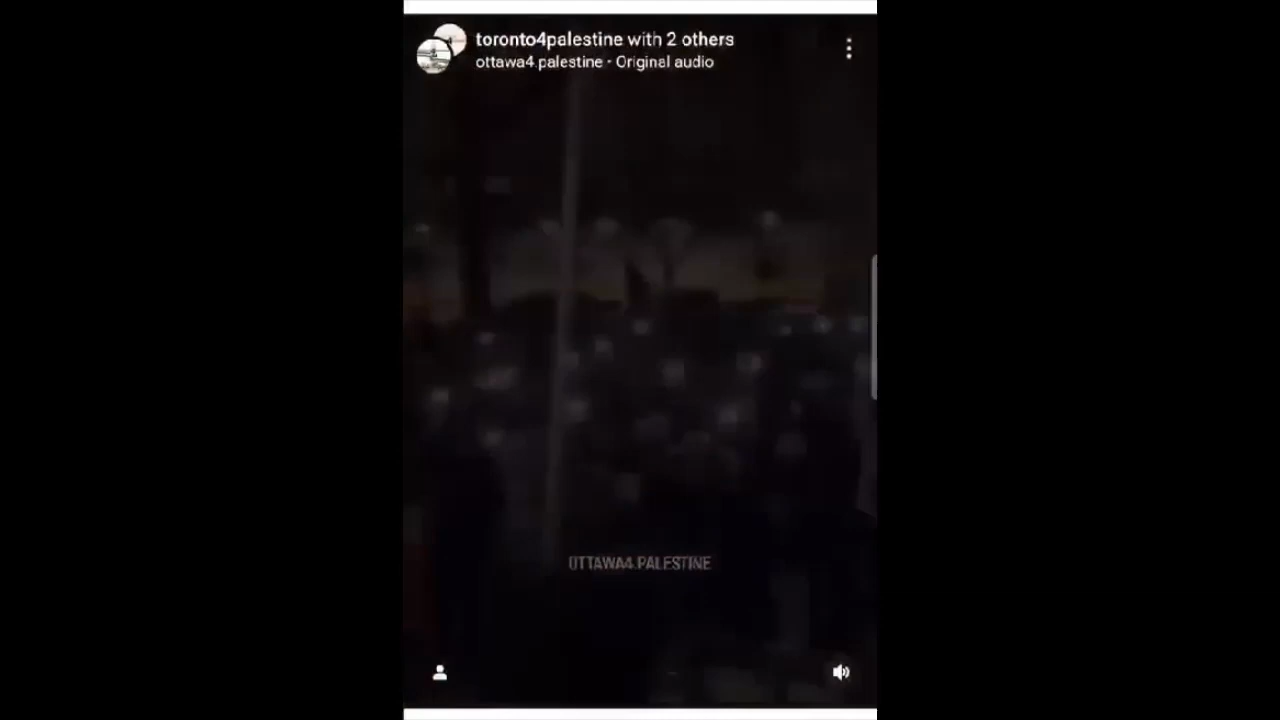 toronto4palestine with 2 others
ottawa4.palestine · Original audio
OTTAWA4.PALESTINE